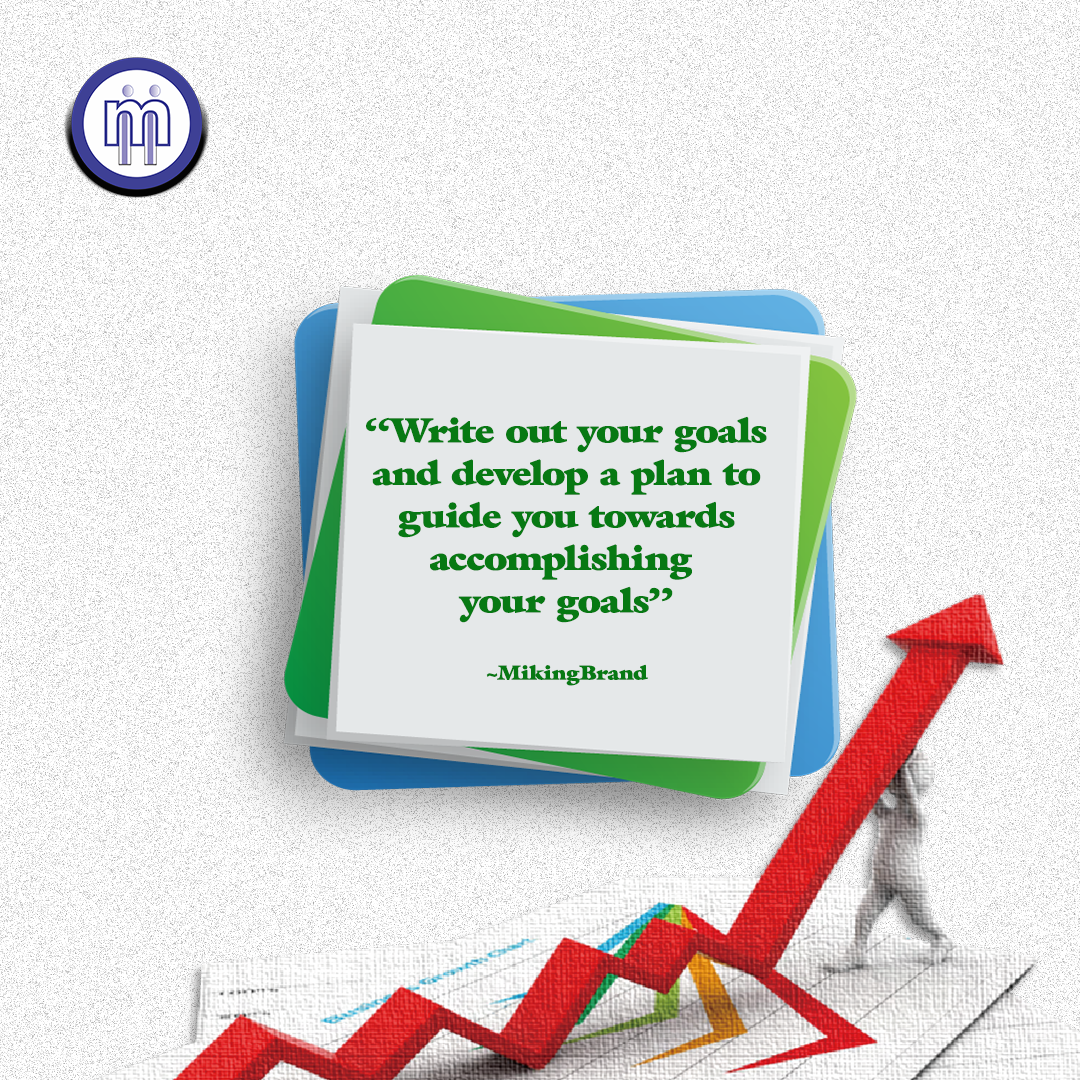 “Write out your goals
and develop a plan to
guide you towards
accomplishing
your goals”
~MikingBrand